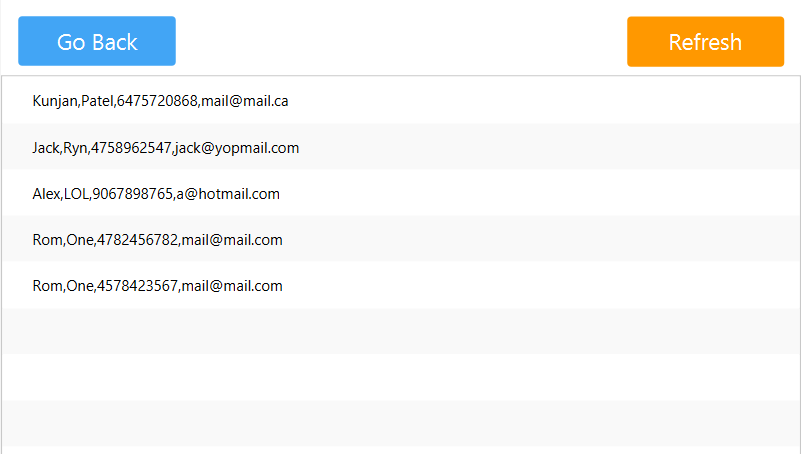 Go Back
Refresh
Kunjan,Patel,6475720868,mail@mail.ca
Jack,Ryn,4758962547,jack@yopmail.com
Alex,LOL,9067898765,a@hotmail.com
Rom,One,4782456782,mail@mail.com
Rom,One,4578423567,mail@mail.com